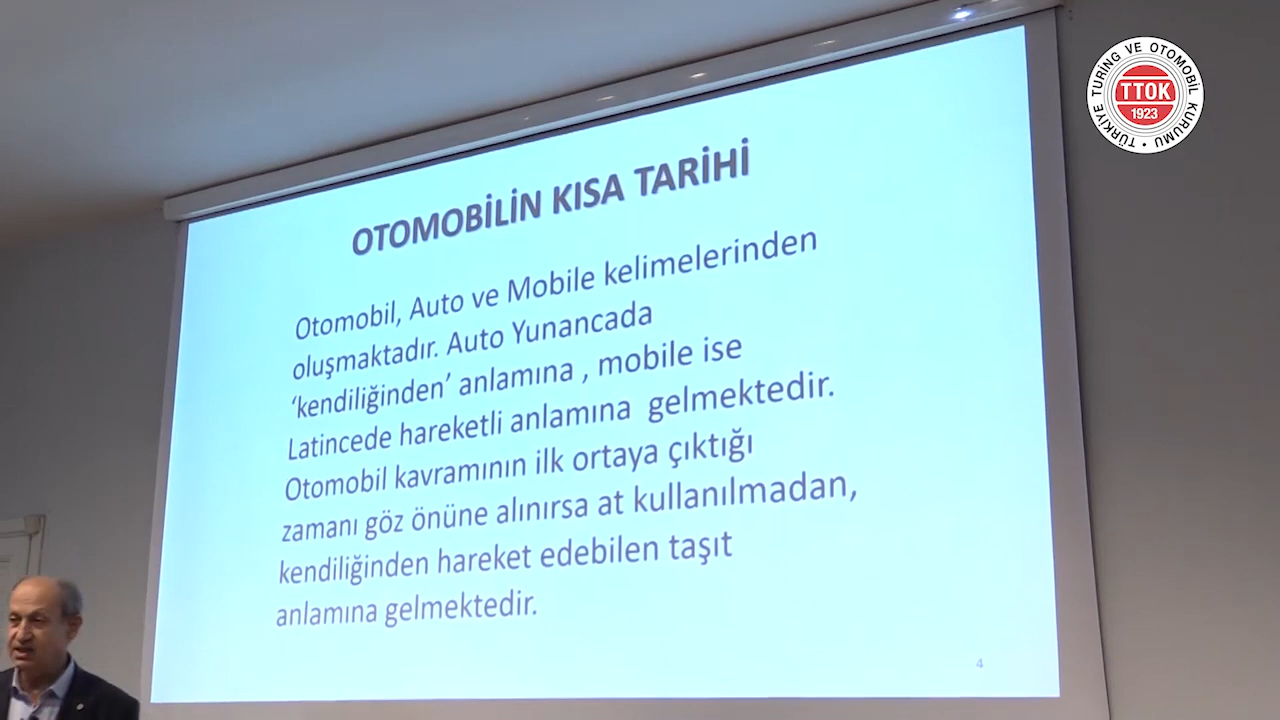 OTOMOBİLİN KISA TARİHİ
Otomobil, Auto ve Mobile kelimelerinden
oluşmaktadır. Auto Yunancada
‘kendiliğinden’ anlamına , mobile ise
Latincede hareketli anlamına gelmektedir.
Otomobil kavramının ilk ortaya çıktığı
zamanı göz önüne alınırsa at kullanılmadan,
kendiliğinden hareket edebilen taşıt
anlamına gelmektedir.
4
TÜRKİYE TURİNG VE OTOMOBİL KURUMU •
TTOK
1923